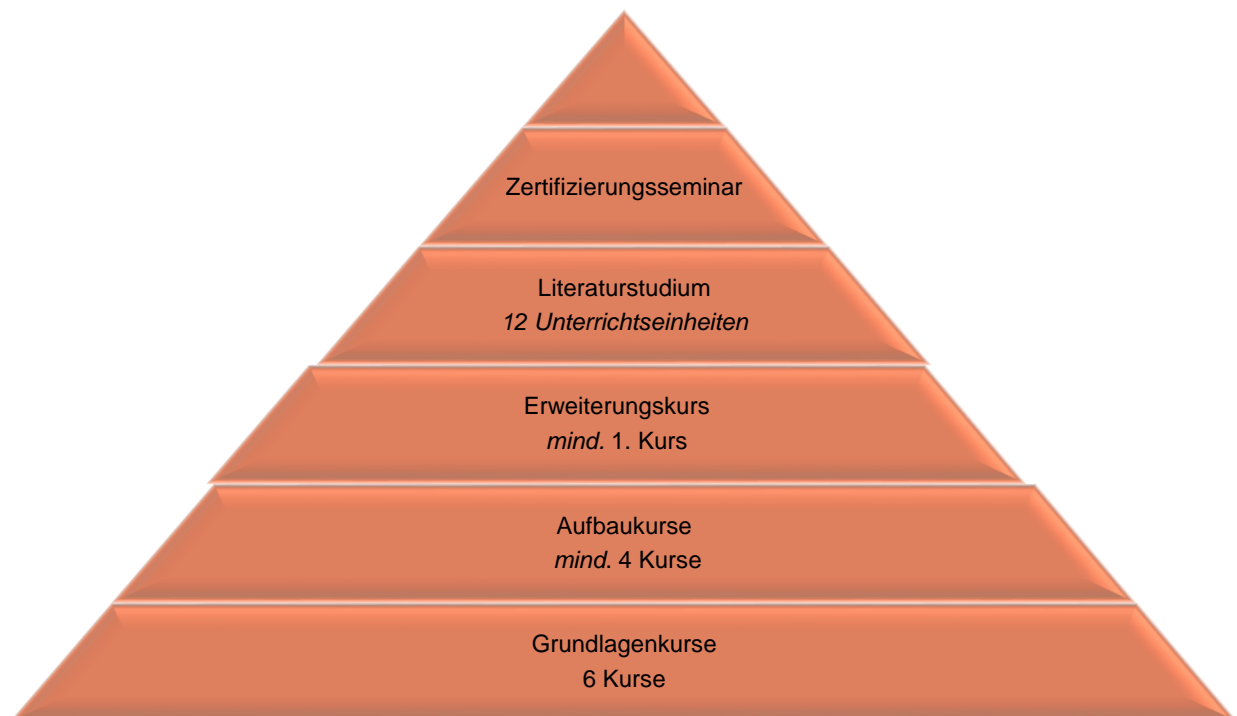 Zertifizierungsseminar
Literaturstudium
12 Unterrichtseinheiten
Erweiterungskurs
mind. 1. Kurs
Aufbaukurse
mind. 4 Kurse
Grundlagenkurse
6 Kurse